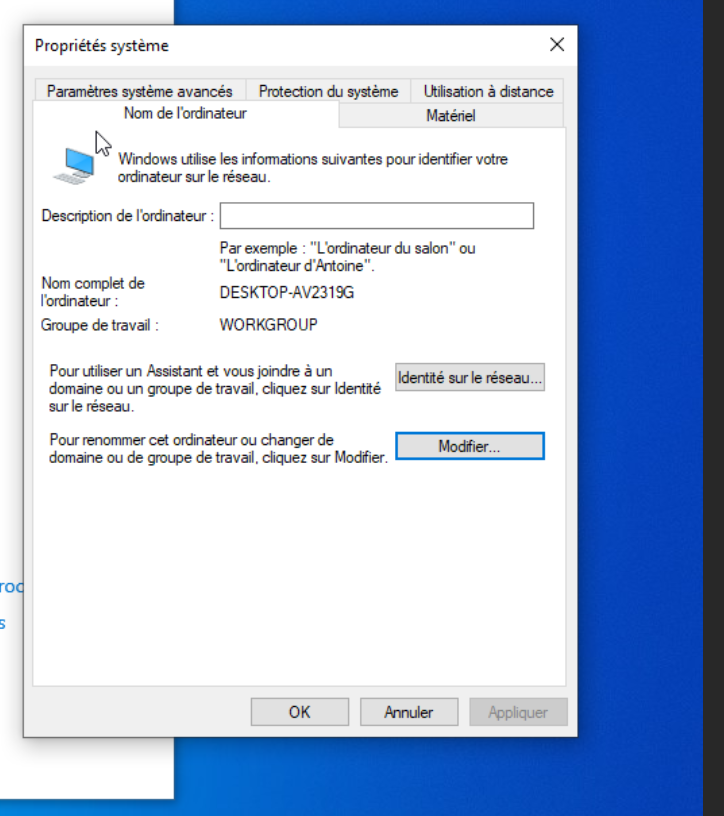 Propriétés système
Paramètres système avancés Protection du système Utilisation à distance
Nom de l'ordinateur Matériel
Windows utilise les informations suivantes pour identifier votre
ordinateur sur le réseau.
Description de l'ordinateur :
Par exemple : "L'ordinateur du salon" ou
"L'ordinateur d'Antoine".
Nom complet de
l'ordinateur :
DESKTOP-AV2319G
Groupe de travail : WORKGROUP
Pour utiliser un Assistant et vous joindre à un
domaine ou un groupe de travail, cliquez sur Identité
sur le réseau.
Identité sur le réseau...
Pour renommer cet ordinateur ou changer de
domaine ou de groupe de travail, cliquez sur Modifier.
Modifier...
OK Annuler Appliquer